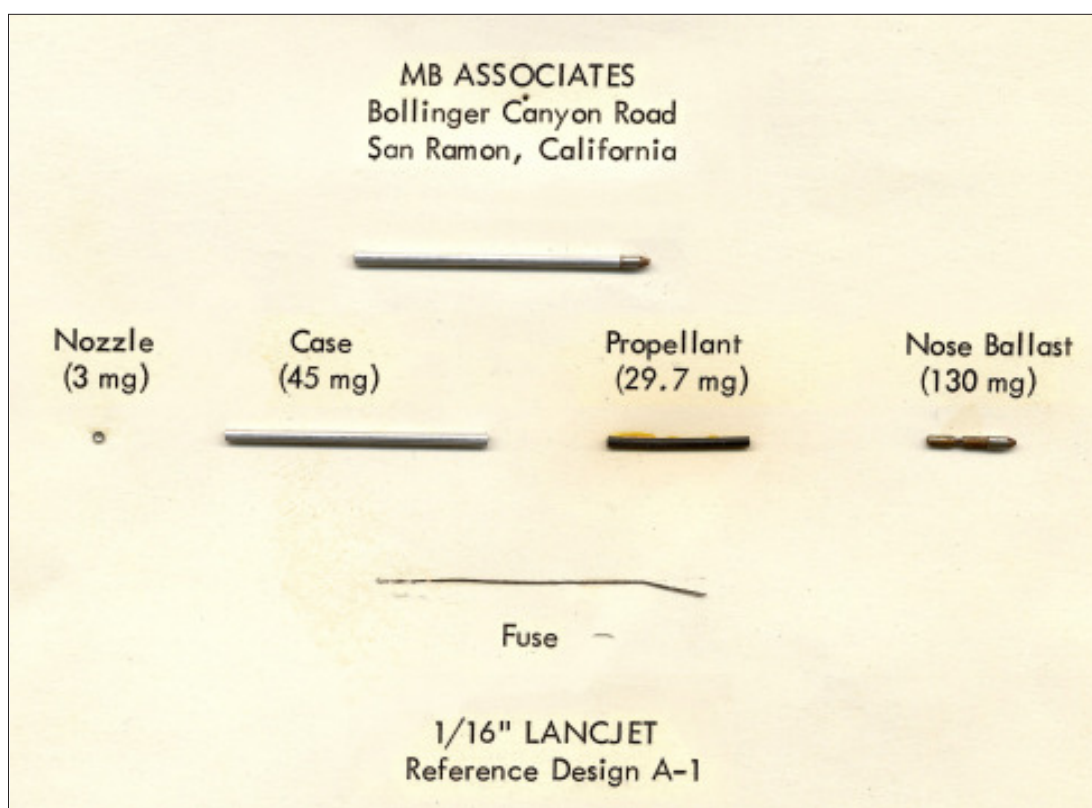 MB ASSOCIATES
Bollinger Canyon Road
San Ramon, California
Nozzle
(3 mg)
Case
(45 mg)
Propellant
(29.7 mg)
Nose Ballast
(130 mg)
Fuse
1/16" LANCJET
Reference Design A-1